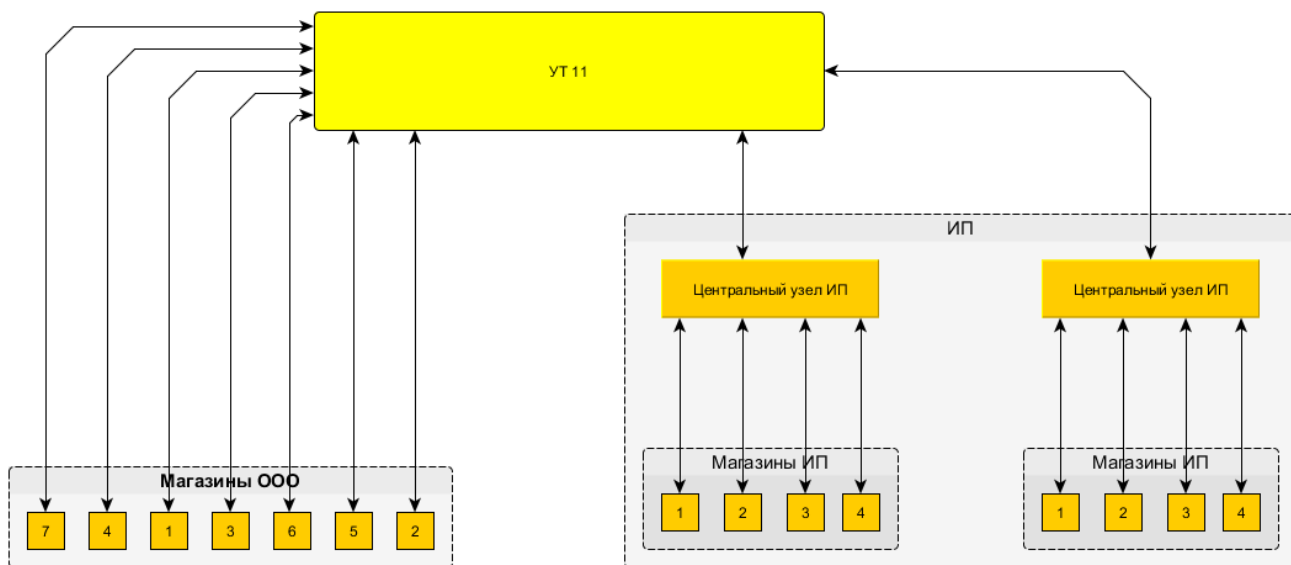 УТ 11
ИП
Центральный узел ИП
Центральный узел ИП
Магазины ООО
7 4 1 3 6 5 2
Магазины ИП
1 2 3 4
Магазины ИП
1 2 3 4